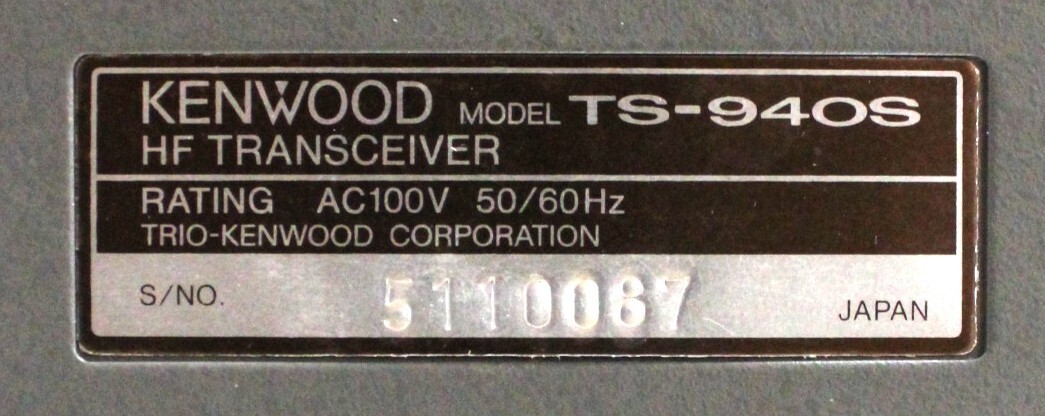 KENWOOD MODEL TS-940S
HF TRANSCEIVER
RATING AC100V 50/60Hz
TRIO-KENWOOD CORPORATION
S/NO. 5110067
JAPAN